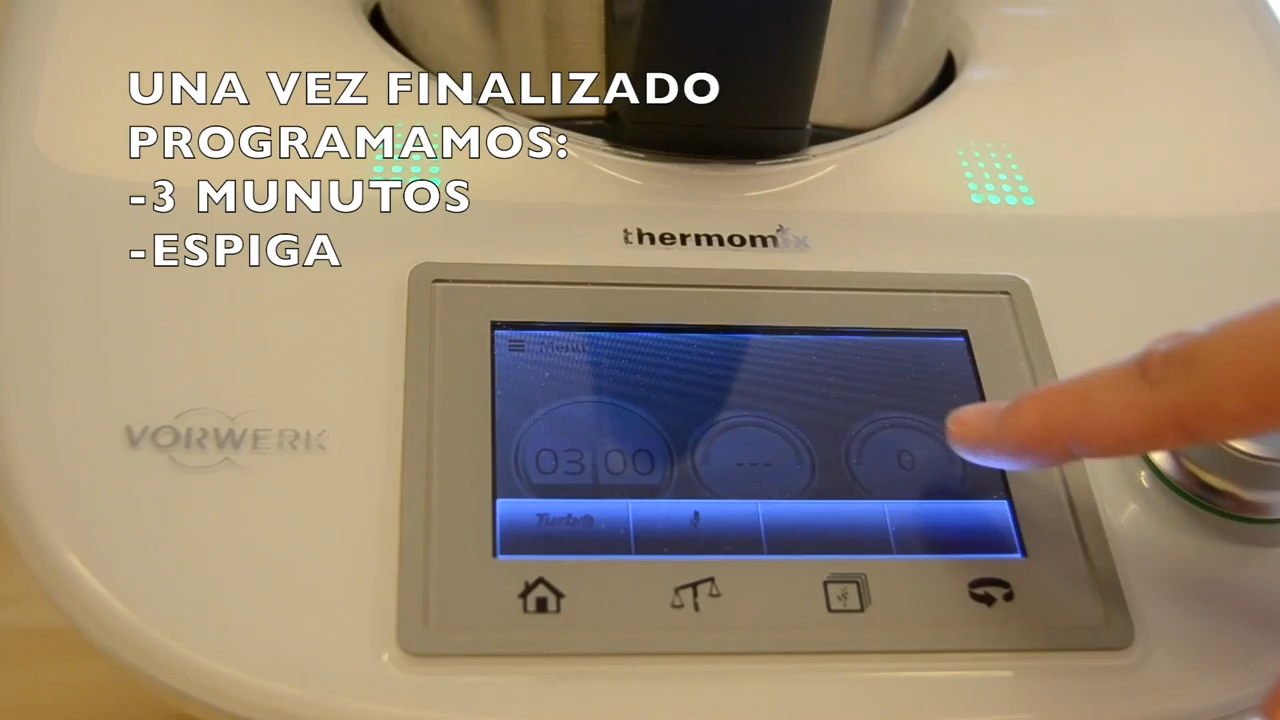 UNA VEZ FINALIZADO
PROGRAMAMOS:
-3 MUNUTOS
-ESPIGA
thermomix
Menú
VORWERK
03 00
---
0
Turbo